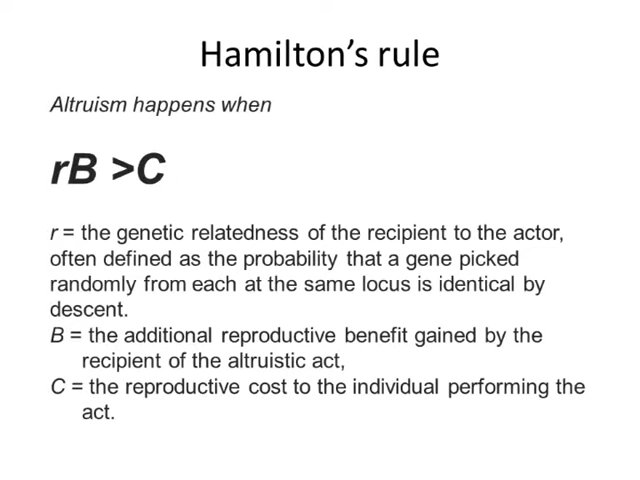 Hamilton's rule
Altruism happens when
rB >C
r = the genetic relatedness of the recipient to the actor,
often defined as the probability that a gene picked
randomly from each at the same locus is identical by
descent.
B = the additional reproductive benefit gained by the
recipient of the altruistic act,
C = the reproductive cost to the individual performing the
act.